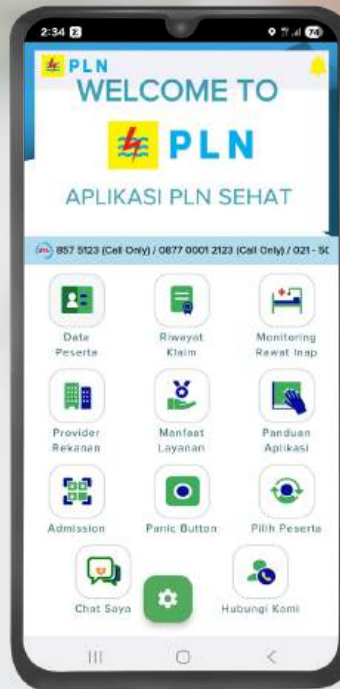 2:34
74
PLN
WELCOME TO
PLN
APLIKASI PLN SEHAT
857 5123 (Call Only) / 0877 0001 2123 (Call Only) / 021 - 50
Data Peserta
Riwayat Klaim
Monitoring Rawat Inap
Provider Rekanan
Manfaat Layanan
Panduan Aplikasi
Admission
Panic Button
Pilih Peserta
Chat Saya
Hubungi Kami